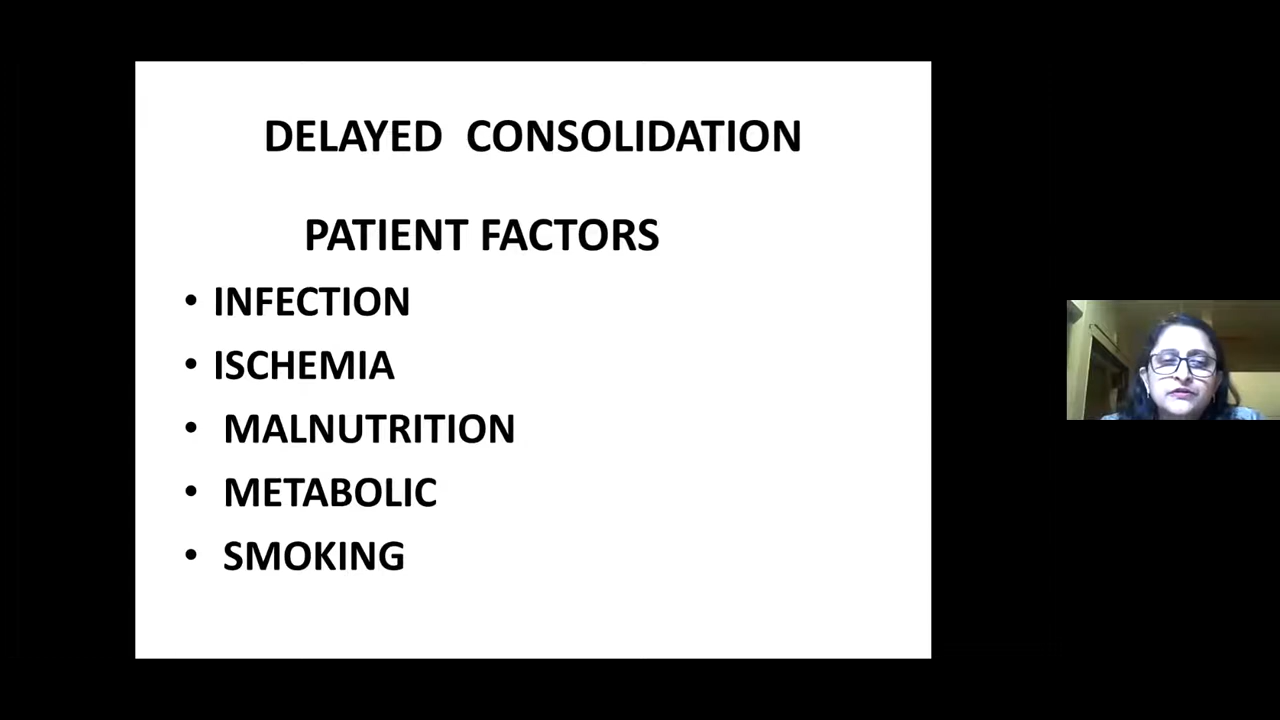 DELAYED CONSOLIDATION
PATIENT FACTORS
• INFECTION
• ISCHEMIA
• MALNUTRITION
• METABOLIC
• SMOKING